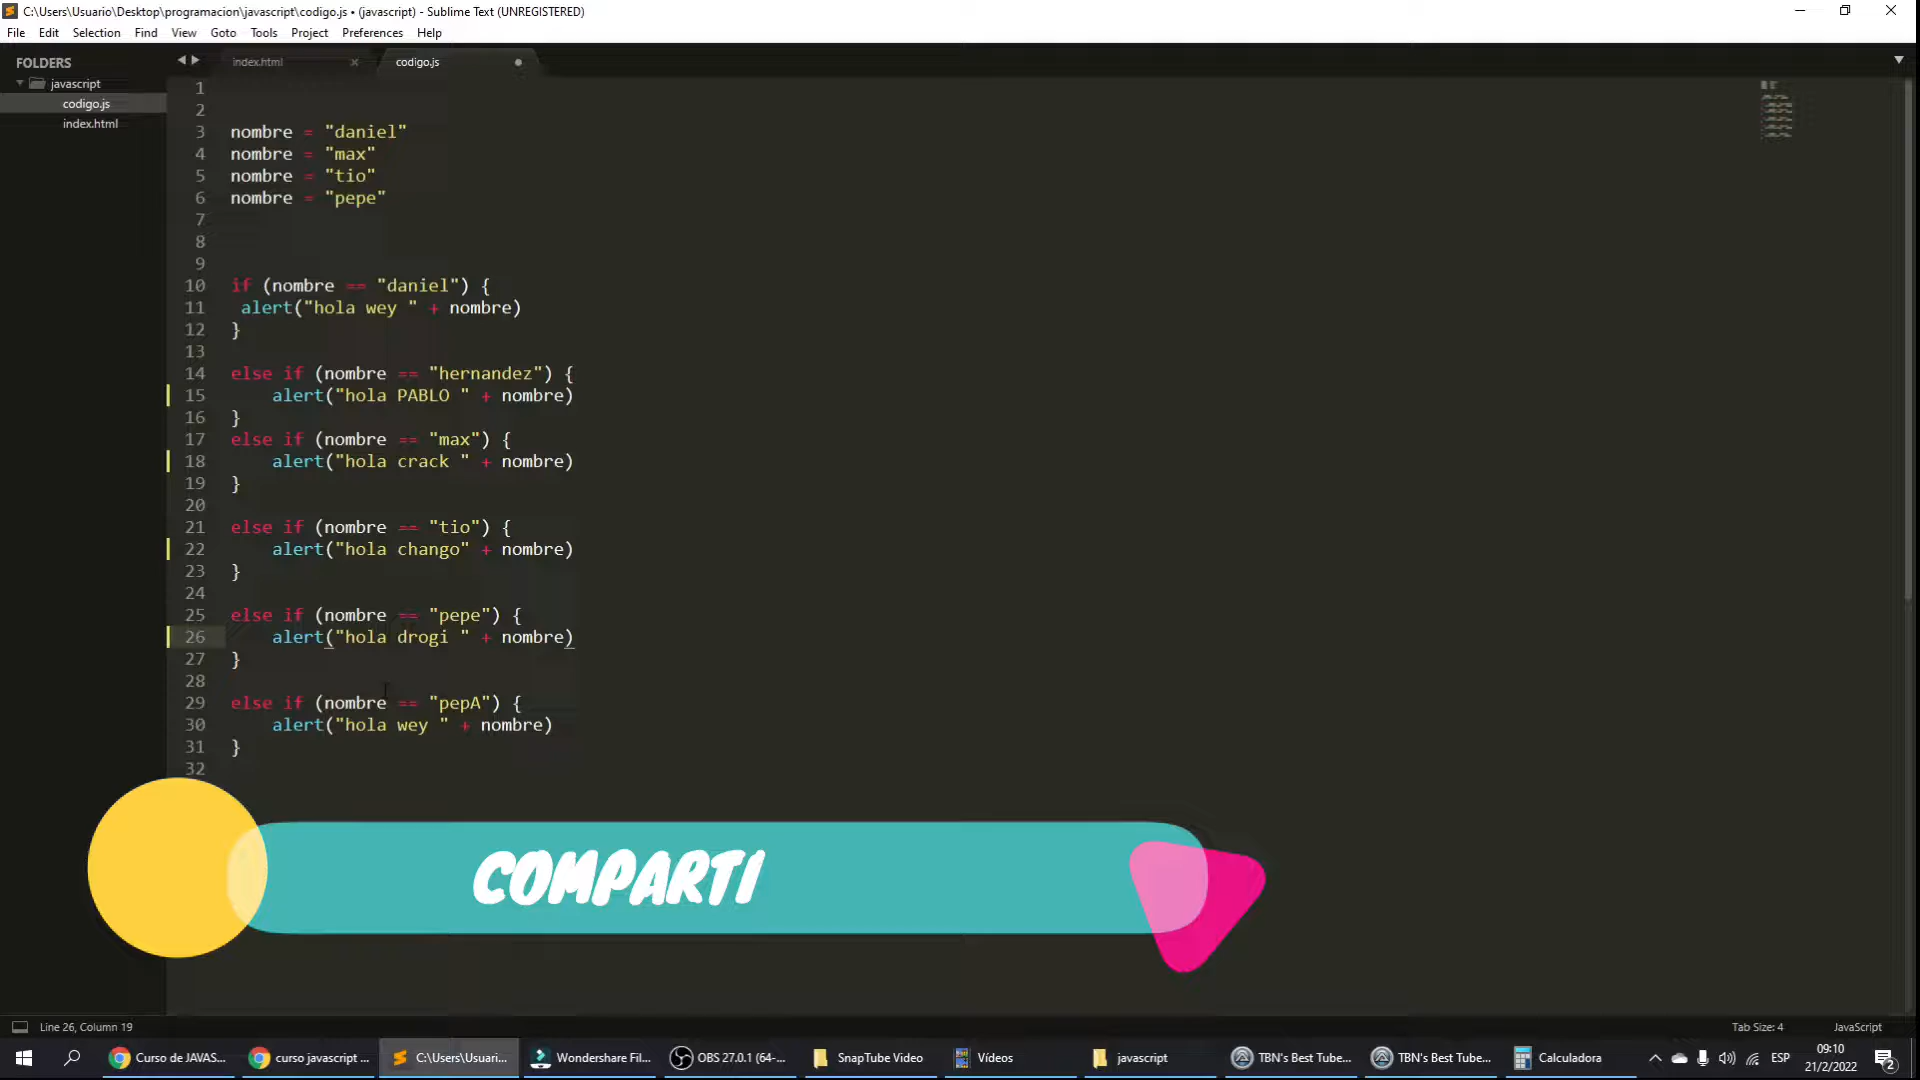 C:\Users\Usuario\Desktop\programacion\javascript\codigo.js • (javascript) - Sublime Text (UNREGISTERED)
File Edit Selection Find View Goto Tools Project Preferences Help
FOLDERS
javascript
codigo.js
index.html
index.html codigo.js
1
2
3 nombre = "daniel"
4 nombre = "max"
5 nombre = "tio"
6 nombre = "pepe"
7
8
9
10 if (nombre == "daniel") {
11 alert("hola wey " + nombre)
12 }
13
14 else if (nombre == "hernandez") {
15 alert("hola PABLO " + nombre)
16 }
17 else if (nombre == "max") {
18 alert("hola crack " + nombre)
19 }
20
21 else if (nombre == "tio") {
22 alert("hola chango" + nombre)
23 }
24
25 else if (nombre == "pepe") {
26 alert("hola drogi " + nombre)
27 }
28
29 else if (nombre == "pepA") {
30 alert("hola wey " + nombre)
31 }
32
COMPARTI
Line 26, Column 19 Tab Size: 4 JavaScript
Curso de JAVAS... curso javascript ... C:\Users\Usuari... Wondershare Fil... OBS 27.0.1 (64-... SnapTube Video Vídeos javascript TBN's Best Tube... TBN's Best Tube... Calculadora ESP 09:10
21/2/2022 2